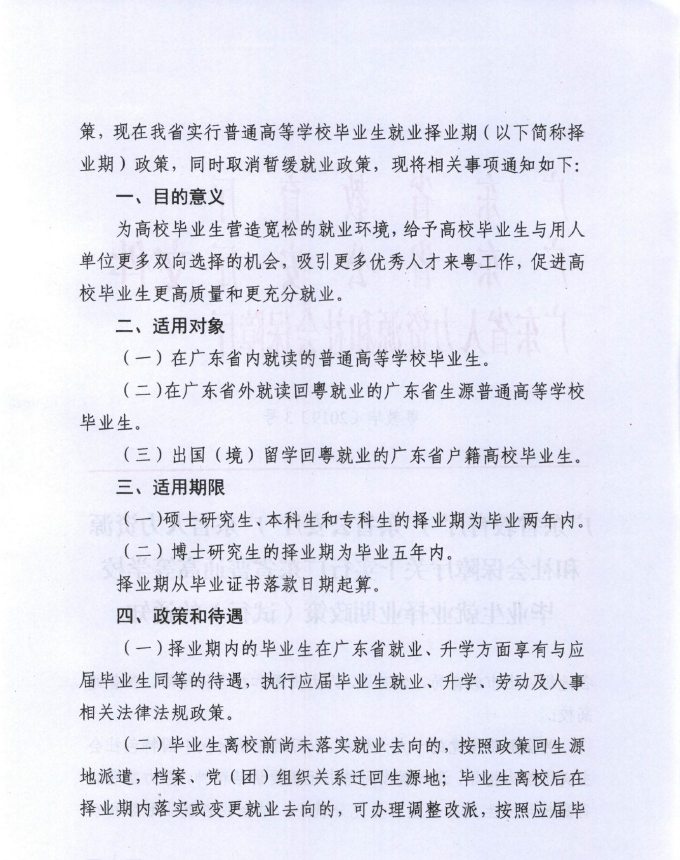 策，现在我省实行普通高等学校毕业生就业择业期（以下简称择
业期）政策，同时取消暂缓就业政策，现将相关事项通知如下：
一、目的意义
为高校毕业生营造宽松的就业环境，给予高校毕业生与用人
单位更多双向选择的机会，吸引更多优秀人才来粤工作，促进高
校毕业生更高质量和更充分就业。
二、适用对象
（一）在广东省内就读的普通高等学校毕业生。
（二）在广东省外就读回粤就业的广东省生源普通高等学校
毕业生。
（三）出国（境）留学回粤就业的广东省户籍高校毕业生。
三、适用期限
（一）硕士研究生、本科生和专科生的择业期为毕业两年内。
（二）博士研究生的择业期为毕业五年内。
择业期从毕业证书落款日期起算。
四、政策和待遇
（一）择业期内的毕业生在广东省就业、升学方面享有与应
届毕业生同等的待遇，执行应届毕业生就业、升学、劳动及人事
相关法律法规政策。
（二）毕业生离校前尚未落实就业去向的，按照政策回生源
地派遣，档案、党（团）组织关系迁回生源地；毕业生离校后在
择业期内落实或变更就业去向的，可办理调整改派，按照应届毕